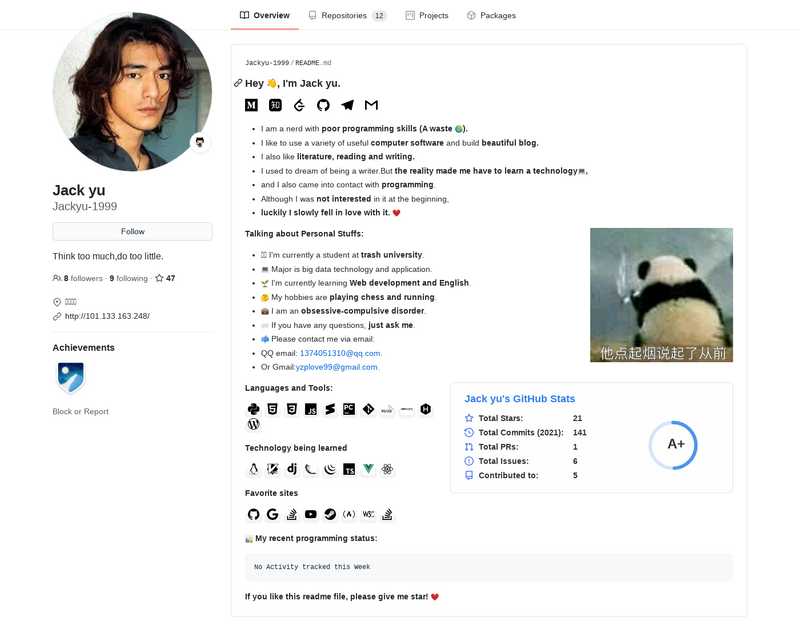 Overview
Repositories 12
Projects
Packages
Jack yu
Jackyu-1999
Follow
Think too much,do too little.
8 followers · 9 following · 47
http://101.133.163.248/
Achievements
Block or Report
Jackyu-1999 / README.md
Hey 👋, I'm Jack yu.
I am a nerd with poor programming skills (A waste ).
I like to use a variety of useful computer software and build beautiful blog.
I also like literature, reading and writing.
I used to dream of being a writer.But the reality made me have to learn a technology💻,
and I also came into contact with programming.
Although I was not interested in it at the beginning,
luckily I slowly fell in love with it. ❤️
Talking about Personal Stuffs:
I'm currently a student at trash university.
💻 Major is big data technology and application.
🌱 I'm currently learning Web development and English.
My hobbies are playing chess and running.
💼 I am an obsessive-compulsive disorder.
If you have any questions, just ask me.
📫 Please contact me via email:
QQ email: 1374051310@qq.com.
Or Gmail:yzplove99@gmail.com.
他点起烟说起了从前
Languages and Tools:
Technology being learned
Favorite sites
Jack yu's GitHub Stats
Total Stars: 21
Total Commits (2021): 141
Total PRs: 1
Total Issues: 6
Contributed to: 5
A+
📊 My recent programming status:
No Activity tracked this Week
If you like this readme file, please give me star! ❤️